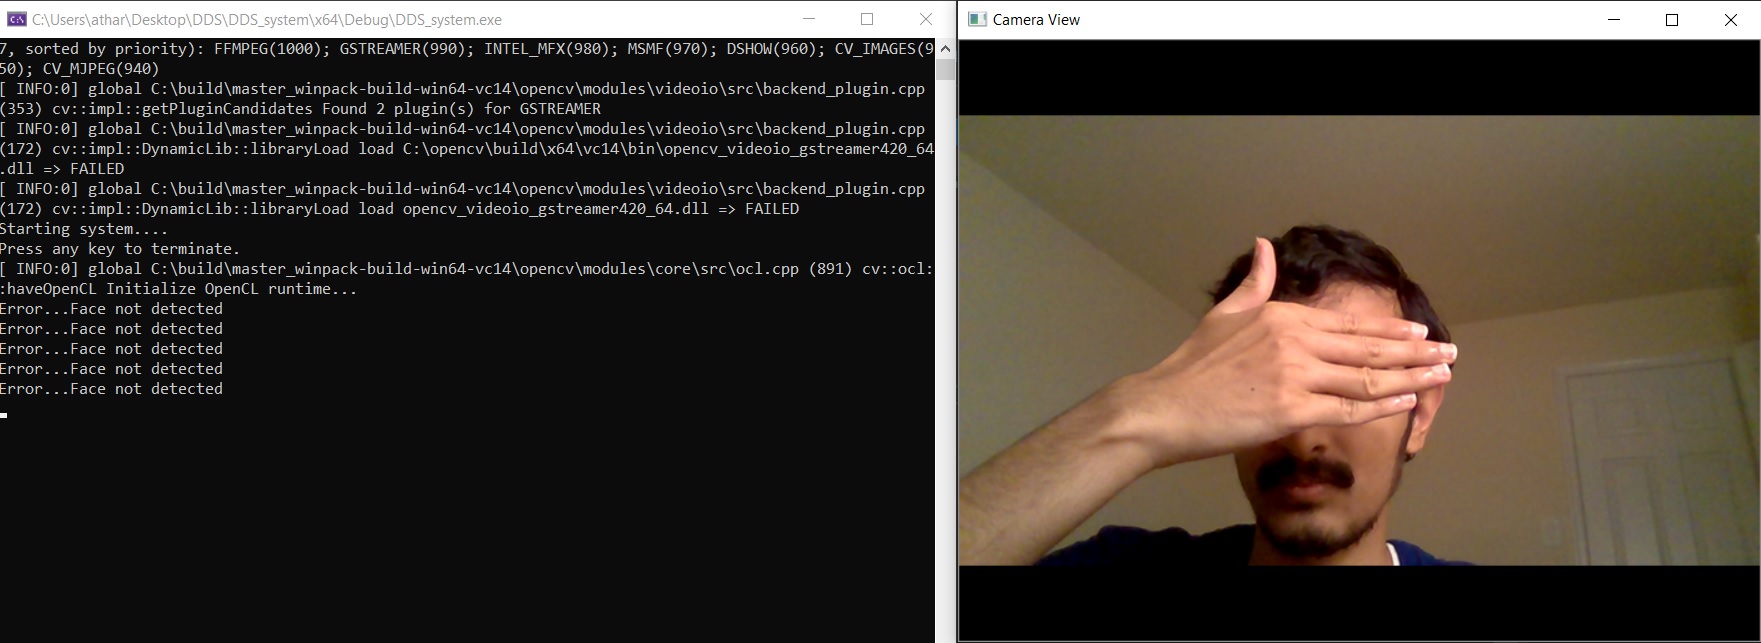 C:\Users\athar\Desktop\DDS\DDS_system\x64\Debug\DDS_system.exe
7, sorted by priority): FFMPEG(1000); GSTREAMER(990); INTEL_MFX(980); MSMF(970); DSHOW(960); CV_IMAGES(9
50); CV_MJPEG(940)
[ INFO:0] global C:\build\master_winpack-build-win64-vc14\opencv\modules\videoio\src\backend_plugin.cpp
(353) cv::impl::getPluginCandidates Found 2 plugin(s) for GSTREAMER
[ INFO:0] global C:\build\master_winpack-build-win64-vc14\opencv\modules\videoio\src\backend_plugin.cpp
(172) cv::impl::DynamicLib::libraryLoad load C:\opencv\build\x64\vc14\bin\opencv_videoio_gstreamer420_64
.dll => FAILED
[ INFO:0] global C:\build\master_winpack-build-win64-vc14\opencv\modules\videoio\src\backend_plugin.cpp
(172) cv::impl::DynamicLib::libraryLoad load opencv_videoio_gstreamer420_64.dll => FAILED
Starting system....
Press any key to terminate.
[ INFO:0] global C:\build\master_winpack-build-win64-vc14\opencv\modules\core\src\ocl.cpp (891) cv::ocl:
:haveOpenCL Initialize OpenCL runtime...
Error...Face not detected
Error...Face not detected
Error...Face not detected
Error...Face not detected
Error...Face not detected
Camera View